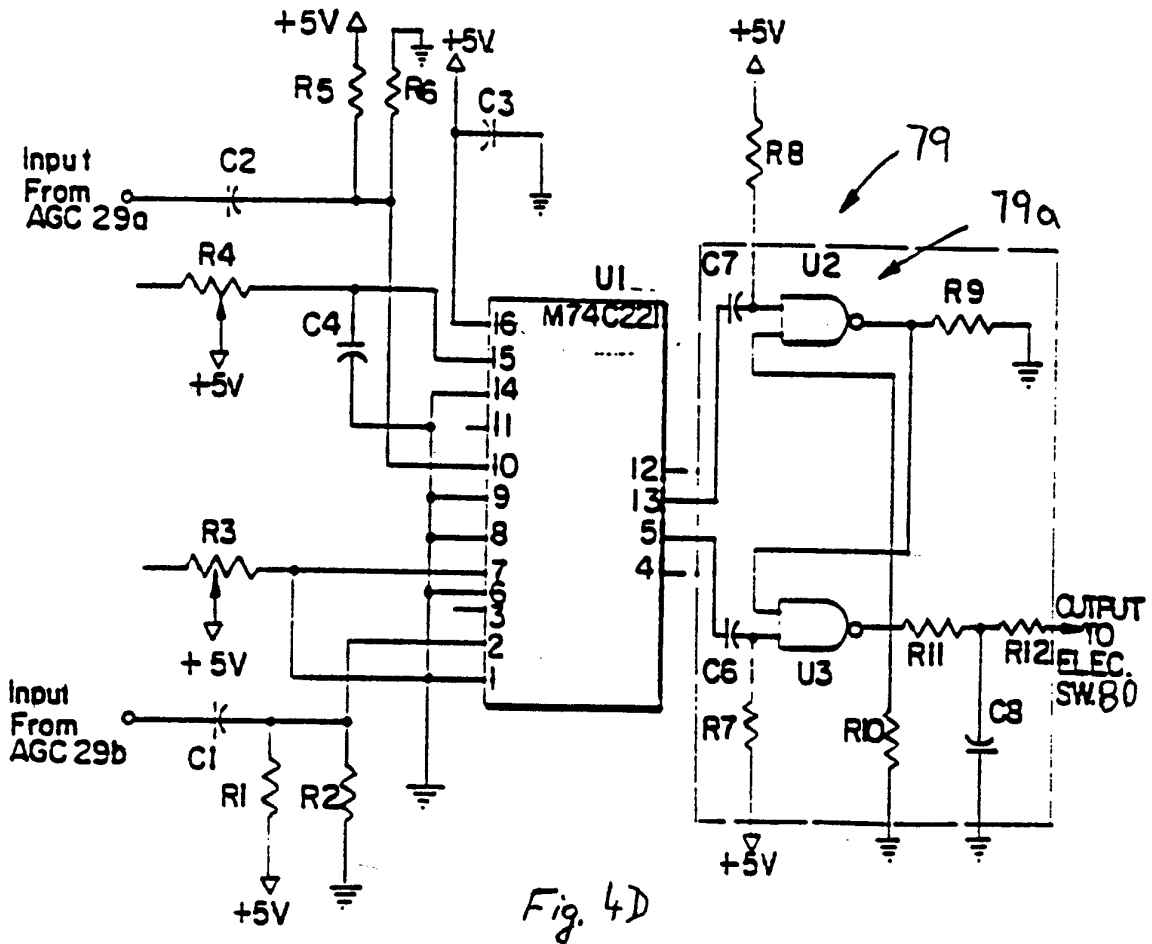 +5V
+5V
+5V
R5
R6
C3
R8
79
Input
From
AGC 29a
C2
79a
R4
C7
U2
R9
U1
M74C221
C4
+5V
16
15
14
11
10
12
13
9
8
5
R3
7
4
6
3
2
1
+5V
OUTPUT
TO
ELEC.
SW.80
R11
R12
C6
U3
Input
From
AGC 29b
C1
R7
R10
C8
R1
R2
+5V
+5V
Fig. 4D